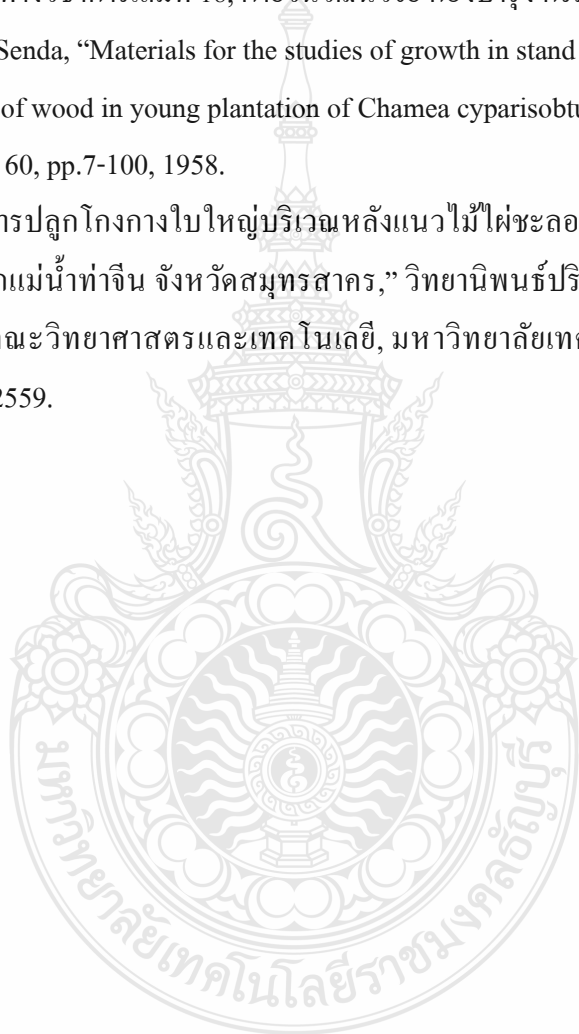 Senda, “Materials for the studies of growth in stand
of wood in young plantation of Chamea cyparisobtu
60, pp.7-100, 1958.
ารปลูกโกงกางใบใหญ่บริเวณหลังแนวไม้ไผ่ชะลอ
แม่น้ำท่าจีน จังหวัดสมุทรสาคร,” วิทยานิพนธ์ปริ
ณะวิทยาศาสตรและเทคโนเลยี, มหาวิทยาลัยเทค
2559.
มหาวิทยาลัยเทคโนโลยีราชมงคลธัญบุรี